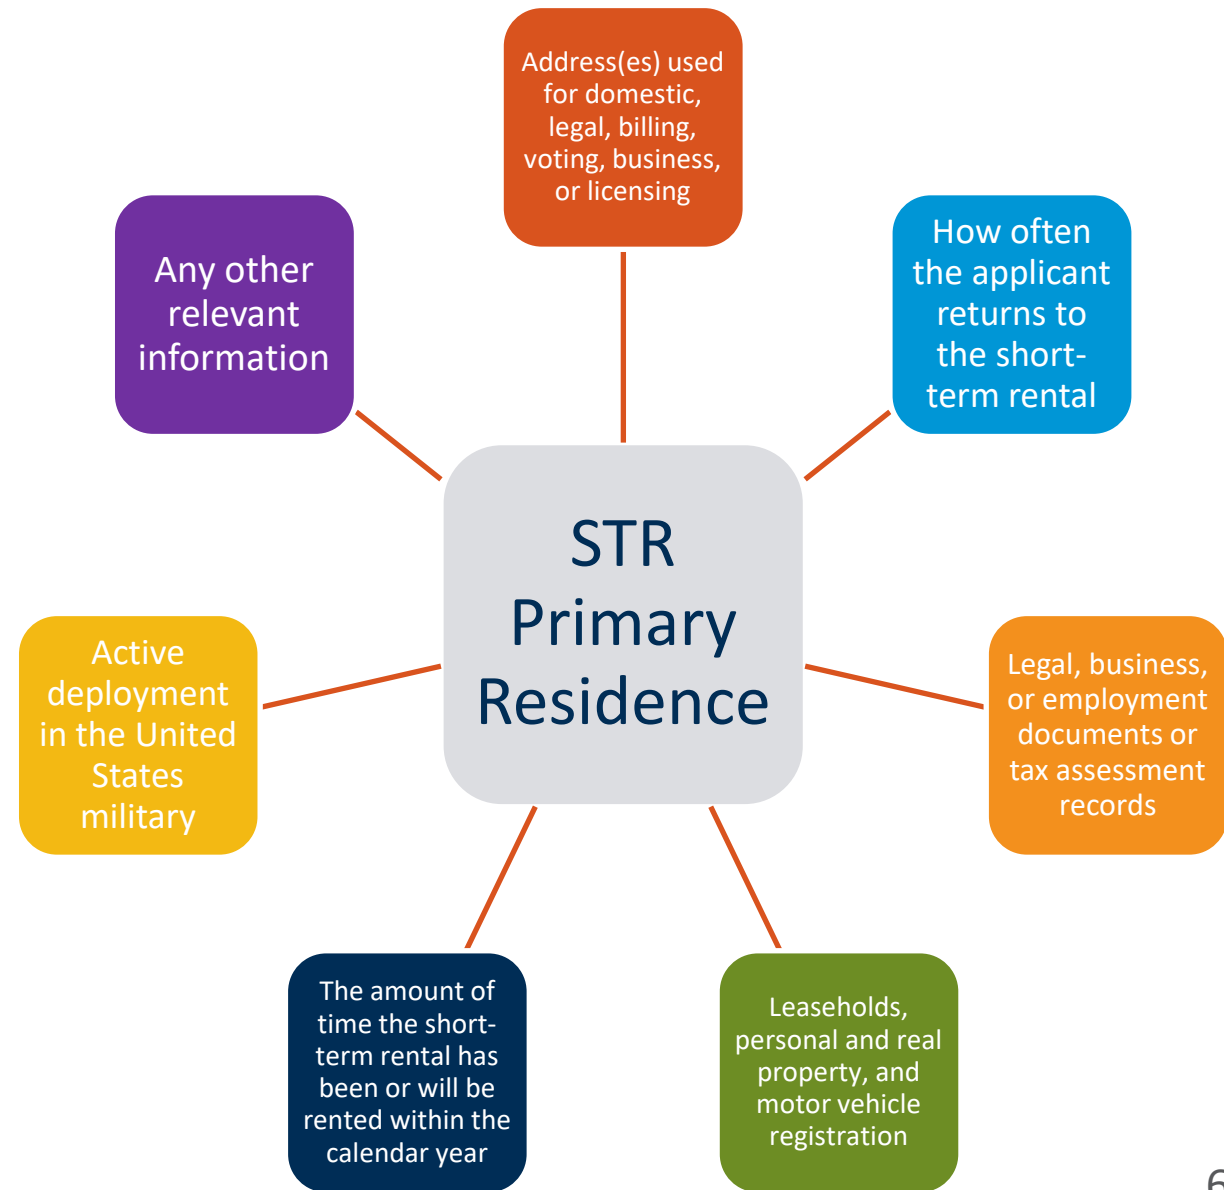 Address(es) used
for domestic,
legal, billing,
voting, business,
or licensing
How often
the applicant
returns to
the short-
term rental
Legal, business,
or employment
documents or
tax assessment
records
Leaseholds,
personal and real
property, and
motor vehicle
registration
The amount of
time the short-
term rental has
been or will be
rented within the
calendar year
Active
deployment
in the United
States
military
Any other
relevant
information
STR
Primary
Residence
6